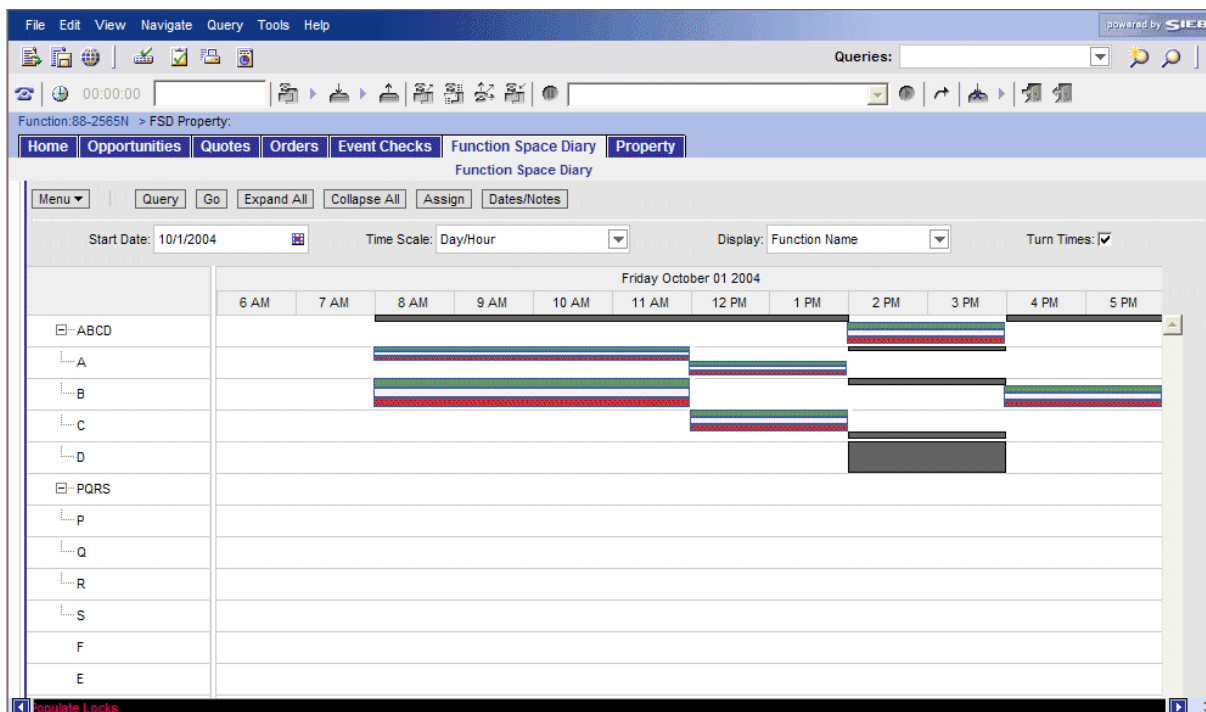 File Edit View Navigate Query Tools Help powered by SIEB
Queries:
00:00:00
Function:88-2565N > FSD Property:
Home Opportunities Quotes Orders Event Checks Function Space Diary Property
Function Space Diary
Menu Query Go Expand All Collapse All Assign Dates/Notes
Start Date: 10/1/2004 Time Scale: Day/Hour Display: Function Name Turn Times:
Friday October 01 2004
6 AM 7 AM 8 AM 9 AM 10 AM 11 AM 12 PM 1 PM 2 PM 3 PM 4 PM 5 PM
ABCD
A
B
C
D
PQRS
P
Q
R
S
F
E
Populate Locks